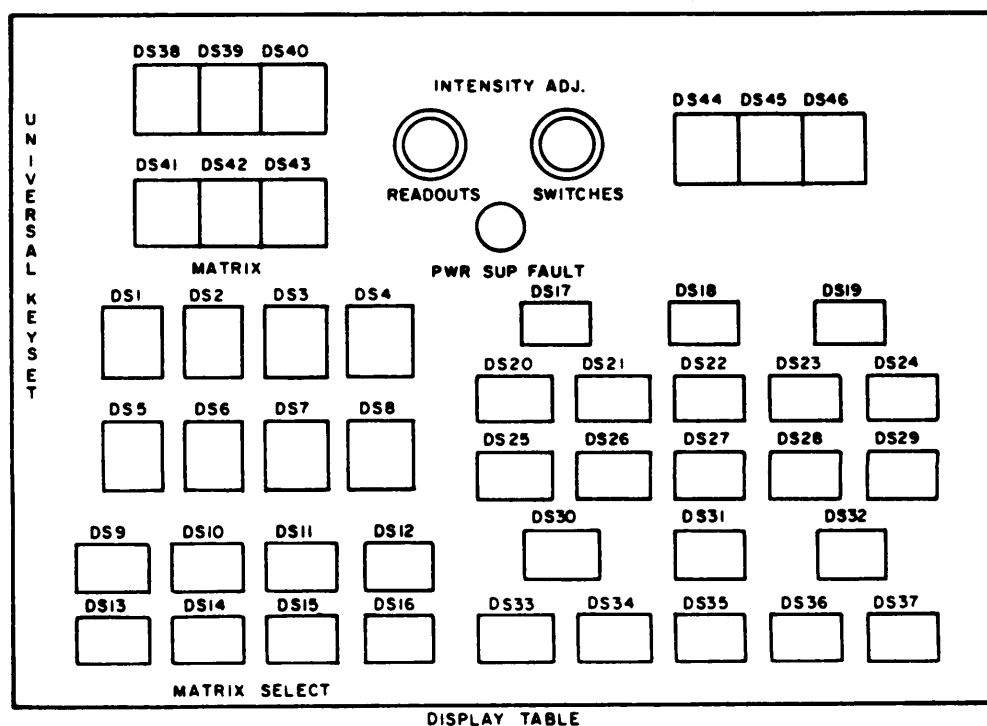 DS38 DS39 DS40
INTENSITY ADJ.
DS44 DS45 DS46
UNIVERSAL KEYSET
DS41 DS42 DS43
READOUTS SWITCHES
MATRIX
PWR SUP FAULT
DS1 DS2 DS3 DS4
DS17 DS18 DS19
DS20 DS21 DS22 DS23 DS24
DS5 DS6 DS7 DS8
DS25 DS26 DS27 DS28 DS29
DS9 DS10 DS11 DS12
DS30 DS31 DS32
DS13 DS14 DS15 DS16
DS33 DS34 DS35 DS36 DS37
MATRIX SELECT
DISPLAY TABLE